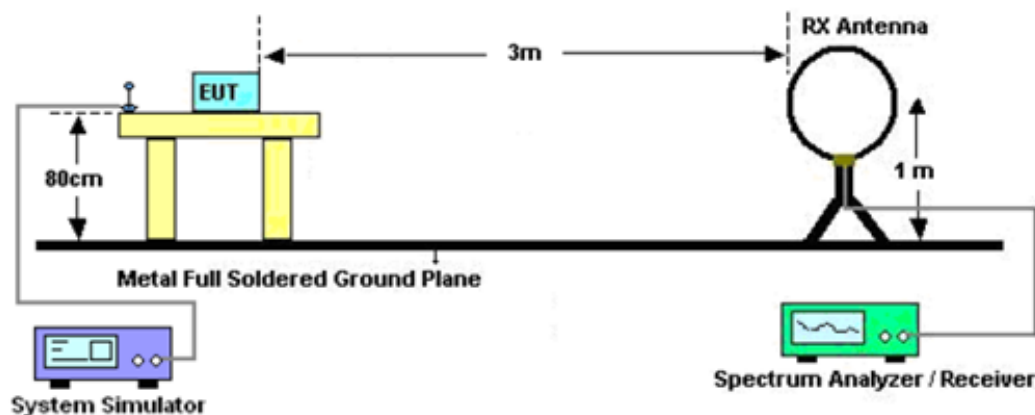 RX Antenna
3m
EUT
80cm
1 m
Metal Full Soldered Ground Plane
System Simulator
Spectrum Analyzer / Receiver